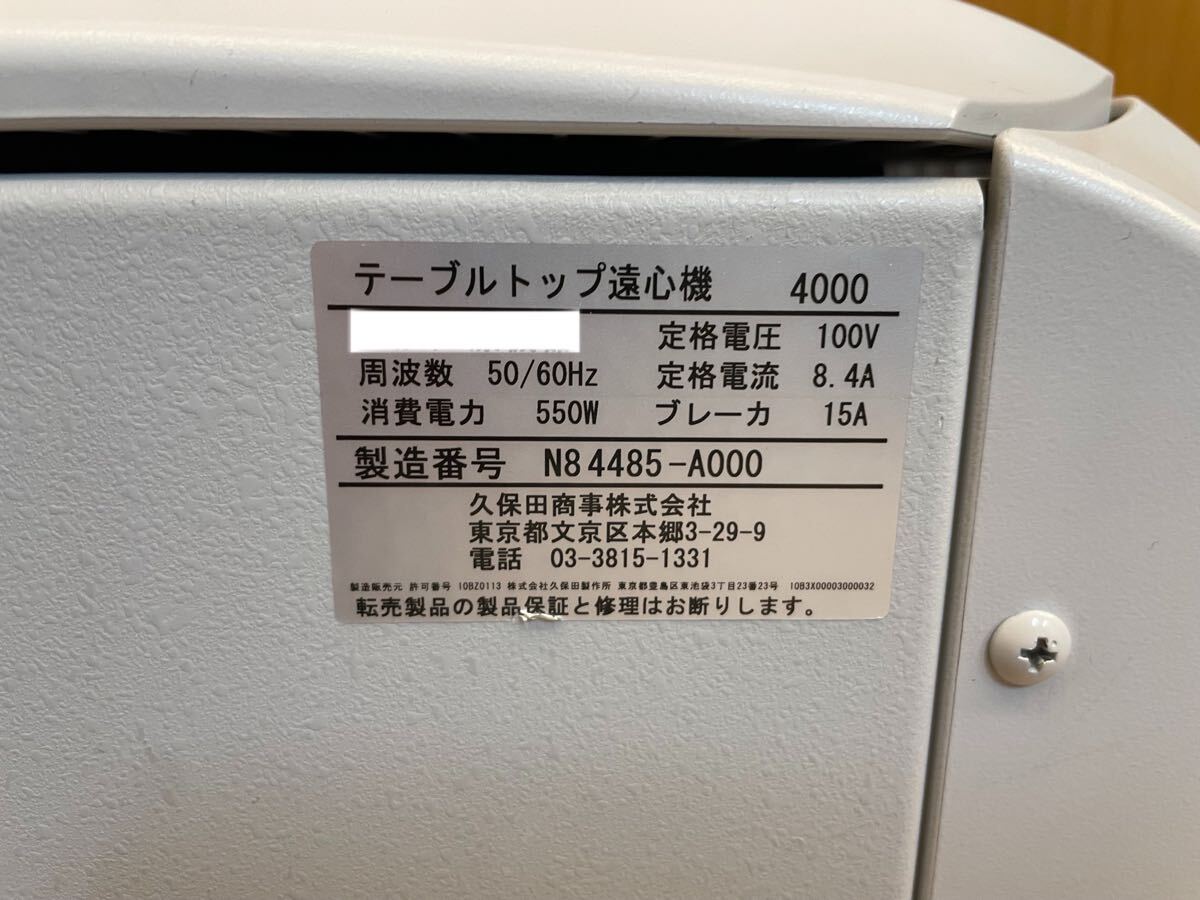 テーブルトップ遠心機 4000
定格電圧 100V
周波数 50/60Hz 定格電流 8.4A
消費電力 550W ブレーカ 15A
製造番号 N84485-A000
久保田商事株式会社
東京都文京区本郷3-29-9
電話 03-3815-1331
製造販売元 許可番号 10BZ0113 株式会社久保田製作所 東京都豊島区東池袋3丁目23番23号 10B3X00003000032
転売製品の製品保証と修理はお断りします。